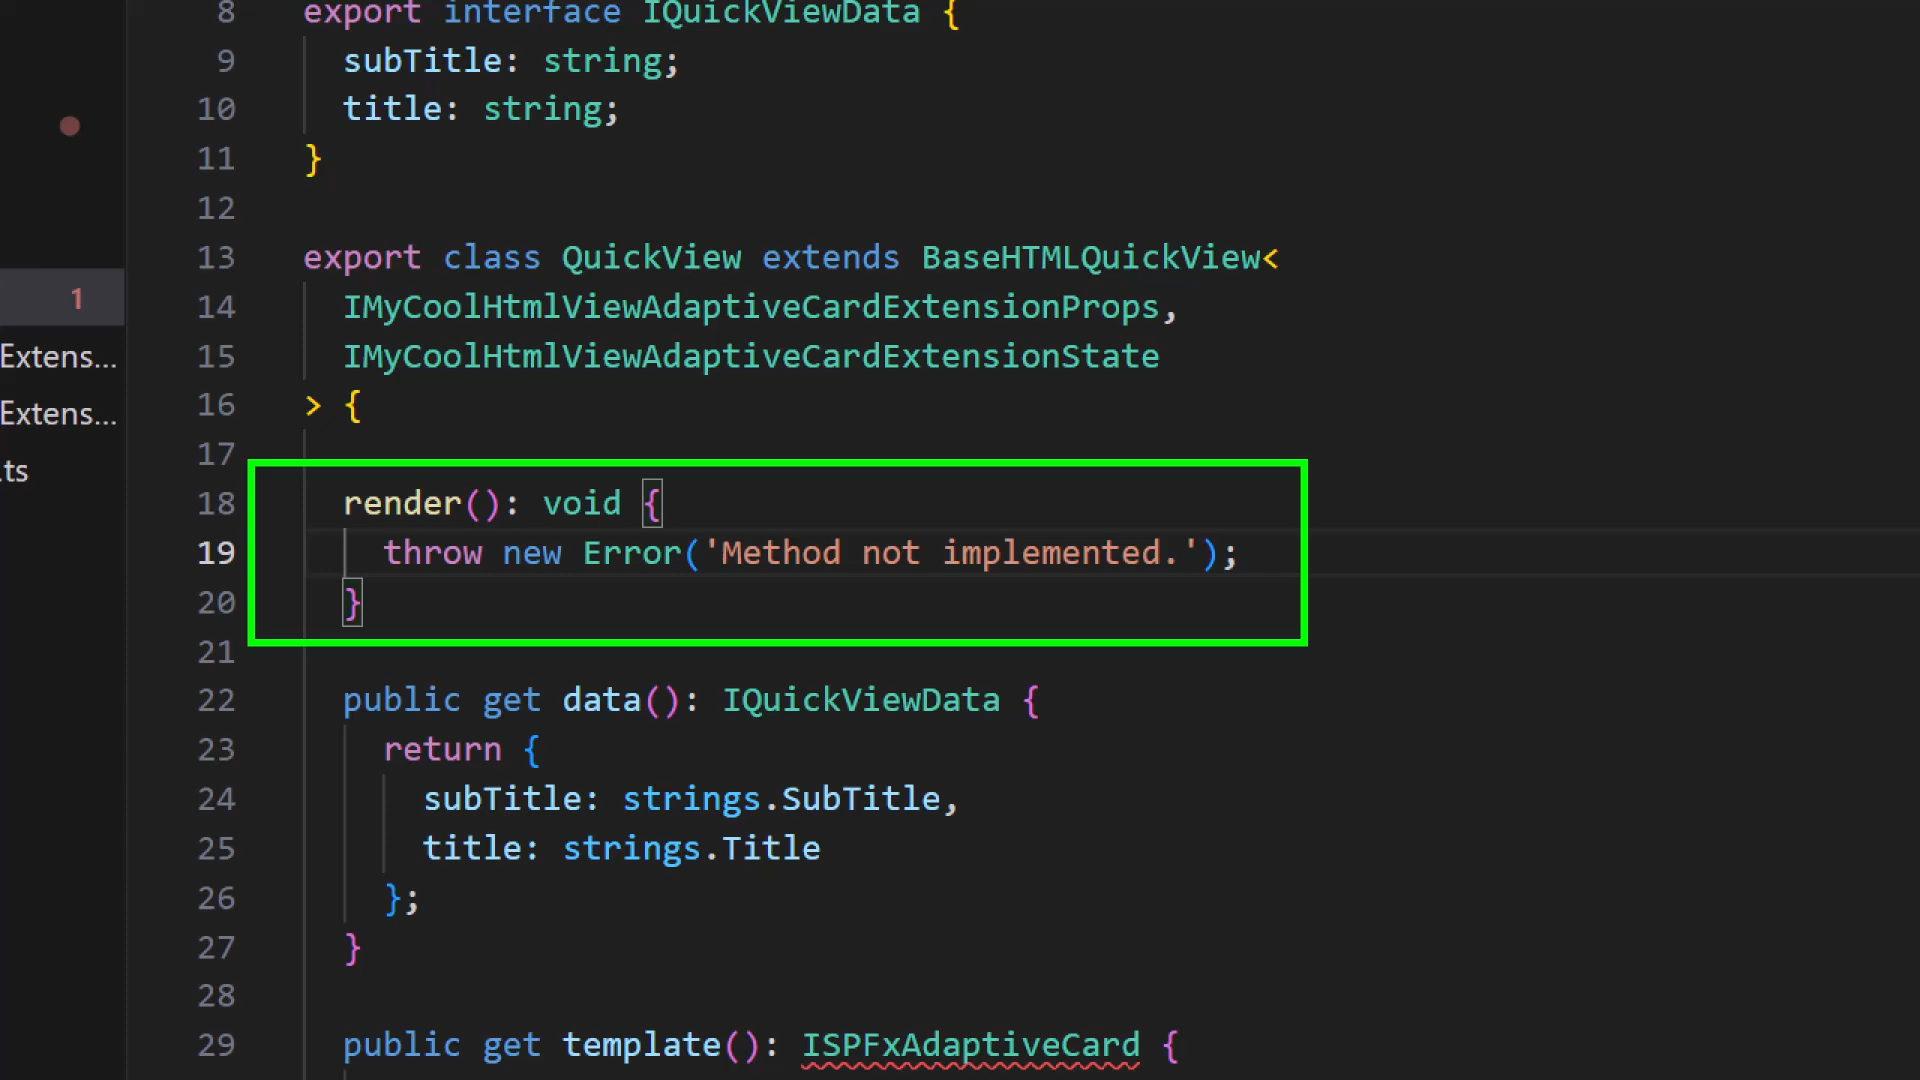 8 export interface IQuickViewData {
9 subTitle: string;
10 title: string;
11 }
12
13 export class QuickView extends BaseHTMLQuickView<
1
14 IMyCoolHtmlViewAdaptiveCardExtensionProps,
Extens...
15 IMyCoolHtmlViewAdaptiveCardExtensionState
Extens...
16 > {
17
.ts
18 render(): void {
19 throw new Error('Method not implemented.');
20 }
21
22 public get data(): IQuickViewData {
23 return {
24 subTitle: strings.SubTitle,
25 title: strings.Title
26 };
27 }
28
29 public get template(): ISPFxAdaptiveCard {